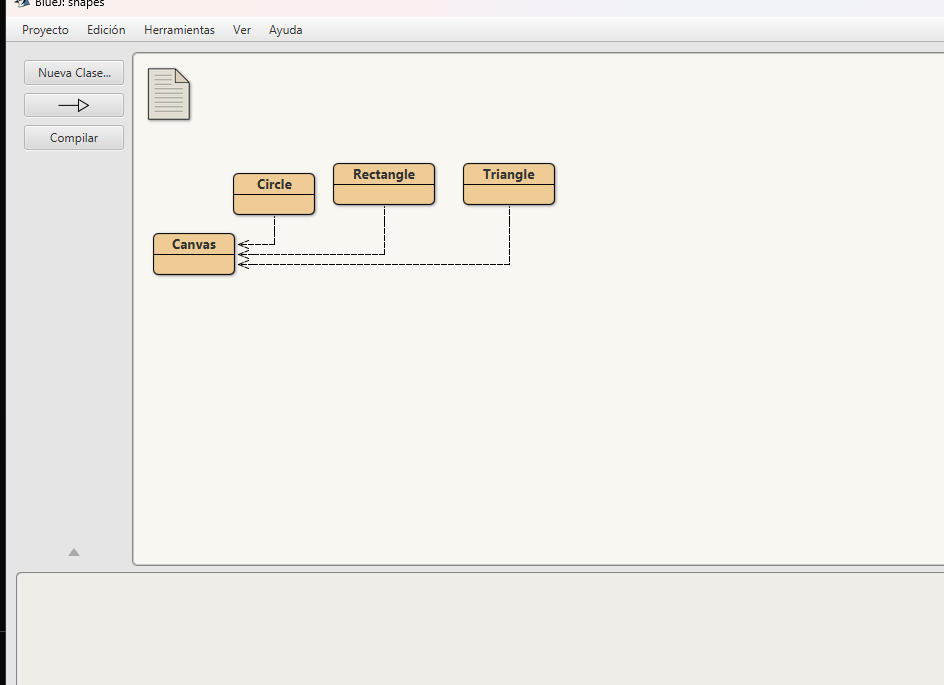 BlueJ: shapes
Proyecto Edición Herramientas Ver Ayuda
Nueva Clase...
Compilar
Circle
Rectangle
Triangle
Canvas